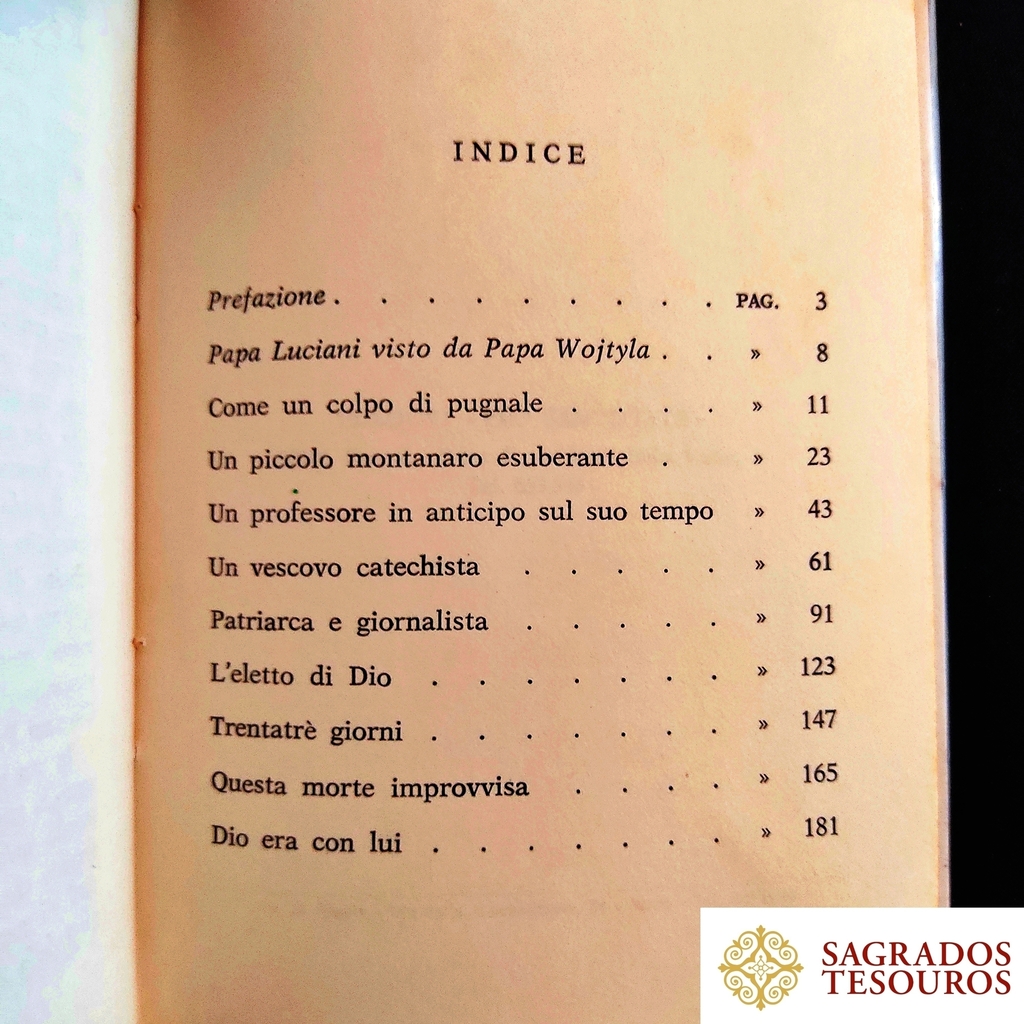 INDICE
Prefazione . . . . . . . . . PAG. 3
Papa Luciani visto da Papa Wojtyla . . » 8
Come un colpo di pugnale . . . . » 11
Un piccolo montanaro esuberante . » 23
Un professore in anticipo sul suo tempo » 43
Un vescovo catechista . . . . . » 61
Patriarca e giornalista . . . . . » 91
L'eletto di Dio . . . . . . . » 123
Trentatrè giorni . . . . . . . » 147
Questa morte improvvisa . . . . » 165
Dio era con lui . . . . . . . » 181
SAGRADOS
TESOUROS